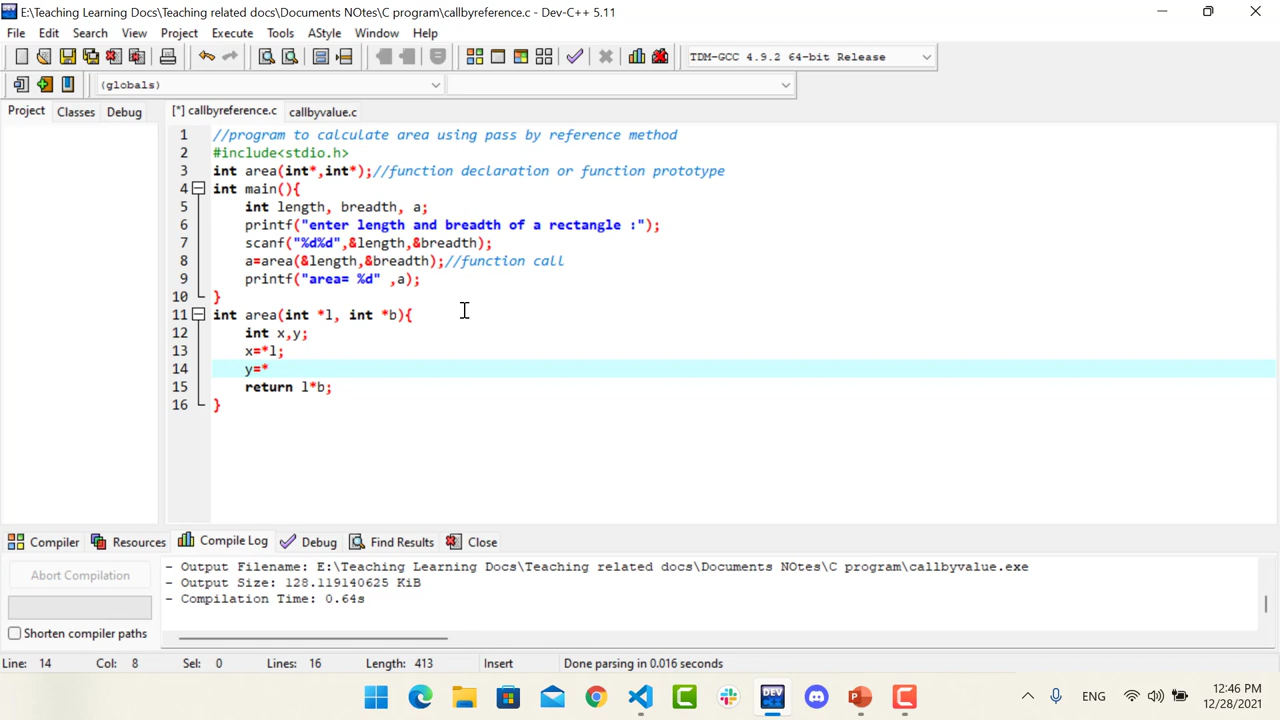 E:\Teaching Learning Docs\Teaching related docs\Documents NOtes\C program\callbyreference.c - Dev-C++ 5.11
File Edit Search View Project Execute Tools AStyle Window Help
TDM-GCC 4.9.2 64-bit Release
(globals)
Project Classes Debug [*] callbyreference.c callbyvalue.c
1 //program to calculate area using pass by reference method
2 #include<stdio.h>
3 int area(int*,int*);//function declaration or function prototype
4 int main(){
5 int length, breadth, a;
6 printf("enter length and breadth of a rectangle :");
7 scanf("%d%d",&length,&breadth);
8 a=area(&length,&breadth);//function call
9 printf("area= %d" ,a);
10 }
11 int area(int *l, int *b){
12 int x,y;
13 x=*l;
14 y=*
15 return l*b;
16 }
Compiler Resources Compile Log Debug Find Results Close
Abort Compilation
Shorten compiler paths
- Output Filename: E:\Teaching Learning Docs\Teaching related docs\Documents NOtes\C program\callbyvalue.exe
- Output Size: 128.119140625 KiB
- Compilation Time: 0.64s
Line: 14 Col: 8 Sel: 0 Lines: 16 Length: 413 Insert Done parsing in 0.016 seconds
DEV
ENG
12:46 PM
12/28/2021